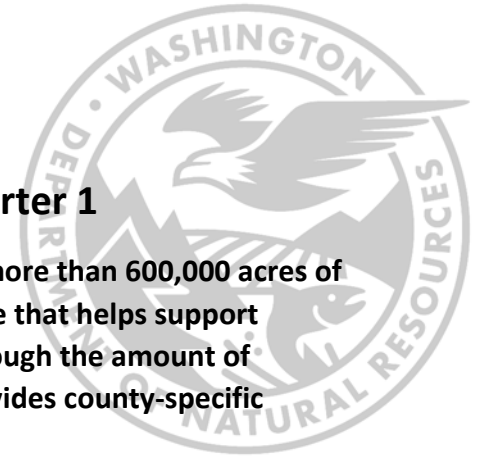 WASHINGTON
DEPARTMENT OF NATURAL RESOURCES
rter 1
more than 600,000 acres of
e that helps support
ough the amount of
vides county-specific